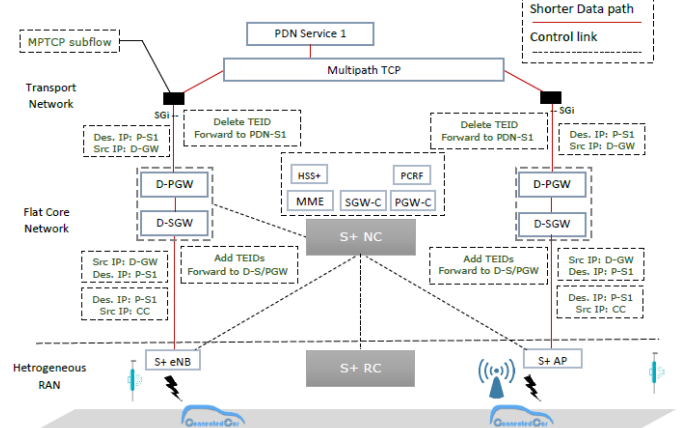 Shorter Data path
Control link
PDN Service 1
MPTCP subflow
Multipath TCP
Transport
Network
SGi
SGi
Delete TEID
Forward to PDN-S1
Delete TEID
Forward to PDN-S1
Des. IP: P-S1
Src IP: D-GW
Des. IP: P-S1
Src IP: D-GW
HSS+
PCRF
MME
SGW-C
PGW-C
D-PGW
D-SGW
D-PGW
D-SGW
Flat Core
Network
S+ NC
Src IP: D-GW
Des. IP: P-S1
Add TEIDs
Forward to D-S/PGW
Add TEIDs
Forward to D-S/PGW
Src IP: D-GW
Des. IP: P-S1
Des. IP: P-S1
Src IP: CC
Des. IP: P-S1
Src IP: CC
Hetrogeneous
RAN
S+ eNB
S+ RC
S+ AP
ConnectedCar
ConnectedCar